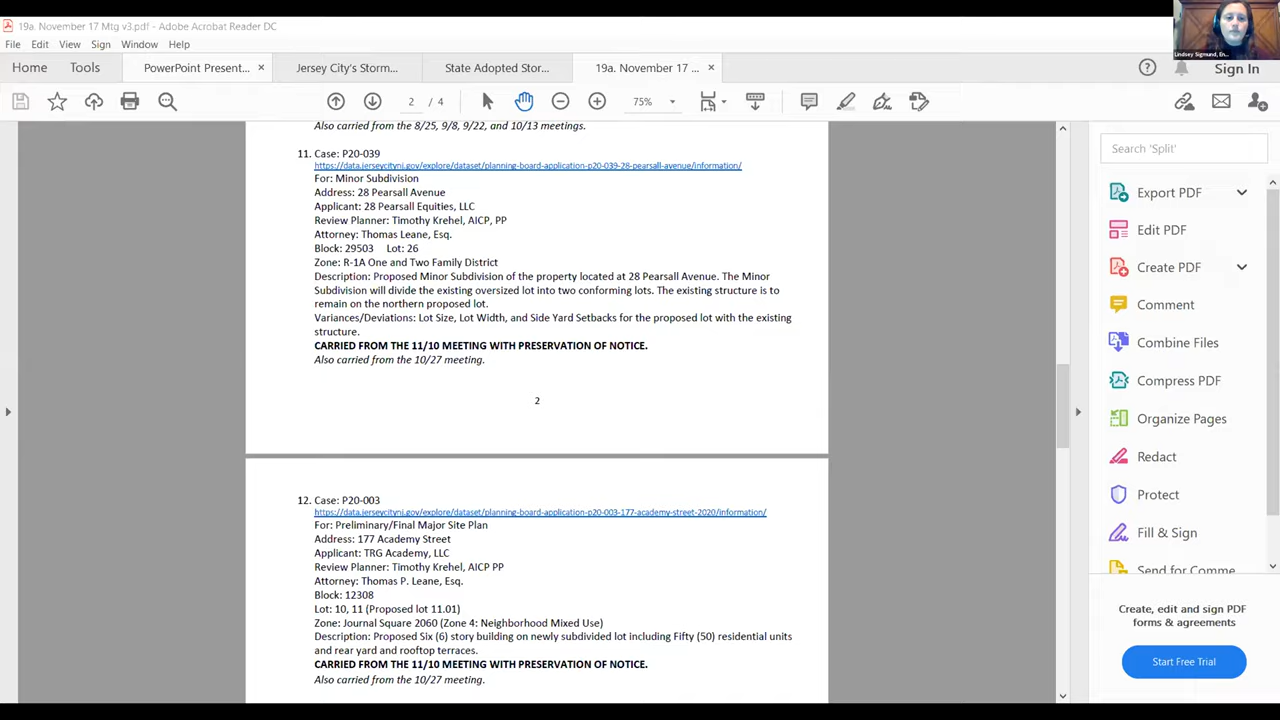 19a. November 17 Mtg v3.pdf - Adobe Acrobat Reader DC
File Edit View Sign Window Help
Home Tools PowerPoint Present... × Jersey City's Storm... State Adopted 19a. November 17 ... × Sign In
2 / 4 75%
Lindsey Sigmund, En...
Also carried from the 8/25, 9/8, 9/22, and 10/13 meetings.
11. Case: P20-039
https://data.jerseycitynj.gov/explore/dataset/planning-board-application-p20-039-28-pearsall-avenue/information/
For: Minor Subdivision
Address: 28 Pearsall Avenue
Applicant: 28 Pearsall Equities, LLC
Review Planner: Timothy Krehel, AICP, PP
Attorney: Thomas Leane, Esq.
Block: 29503 Lot: 26
Zone: R-1A One and Two Family District
Description: Proposed Minor Subdivision of the property located at 28 Pearsall Avenue. The Minor
Subdivision will divide the existing oversized lot into two conforming lots. The existing structure is to
remain on the northern proposed lot.
Variances/Deviations: Lot Size, Lot Width, and Side Yard Setbacks for the proposed lot with the existing
structure.
CARRIED FROM THE 11/10 MEETING WITH PRESERVATION OF NOTICE.
Also carried from the 10/27 meeting.
2
12. Case: P20-003
https://data.jerseycitynj.gov/explore/dataset/planning-board-application-p20-003-177-academy-street-2020/information/
For: Preliminary/Final Major Site Plan
Address: 177 Academy Street
Applicant: TRG Academy, LLC
Review Planner: Timothy Krehel, AICP PP
Attorney: Thomas P. Leane, Esq.
Block: 12308
Lot: 10, 11 (Proposed lot 11.01)
Zone: Journal Square 2060 (Zone 4: Neighborhood Mixed Use)
Description: Proposed Six (6) story building on newly subdivided lot including Fifty (50) residential units
and rear yard and rooftop terraces.
CARRIED FROM THE 11/10 MEETING WITH PRESERVATION OF NOTICE.
Also carried from the 10/27 meeting.
Search 'Split'
Export PDF
Edit PDF
Create PDF
Comment
Combine Files
Compress PDF
Organize Pages
Redact
Protect
Fill & Sign
Send for Comme
Create, edit and sign PDF
forms & agreements
Start Free Trial